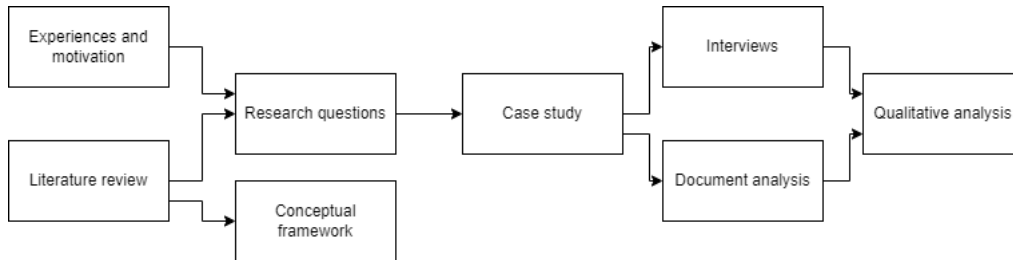 Experiences and
motivation
Interviews
Research questions
Case study
Qualitative analysis
Literature review
Document analysis
Conceptual
framework